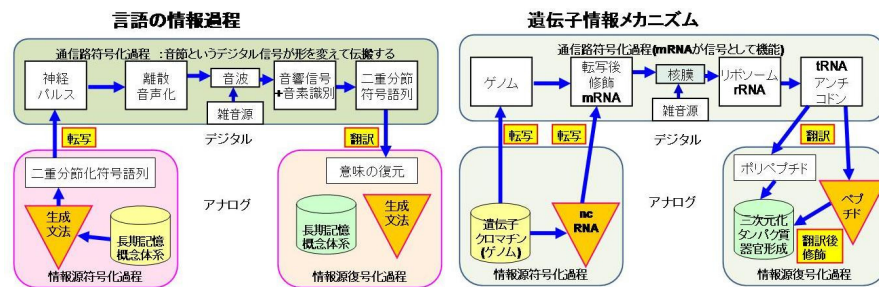 言語の情報過程
通信路符号化過程 :音節というデジタル信号が形を変えて伝搬する
神経
パルス
離散
音声化
音波
音響信号
+音素識別
二重分節
符号語列
雑音源
転写
デジタル
翻訳
二重分節化符号語列
意味の復元
アナログ
生成
文法
長期記憶
概念体系
長期記憶
概念体系
生成
文法
情報源符号化過程
情報源復号化過程
遺伝子情報メカニズム
通信路符号化過程(mRNAが信号として機能)
ゲノム
転写後
修飾
mRNA
核膜
リボソーム
rRNA
tRNA
アンチ
コドン
雑音源
転写
転写
デジタル
翻訳
ポリペプチド
アナログ
遺伝子
クロマチン
(ゲノム)
nc
RNA
三次元化
タンパク質
器官形成
ペプ
チド
翻訳後
修飾
情報源符号化過程
情報源復号化過程